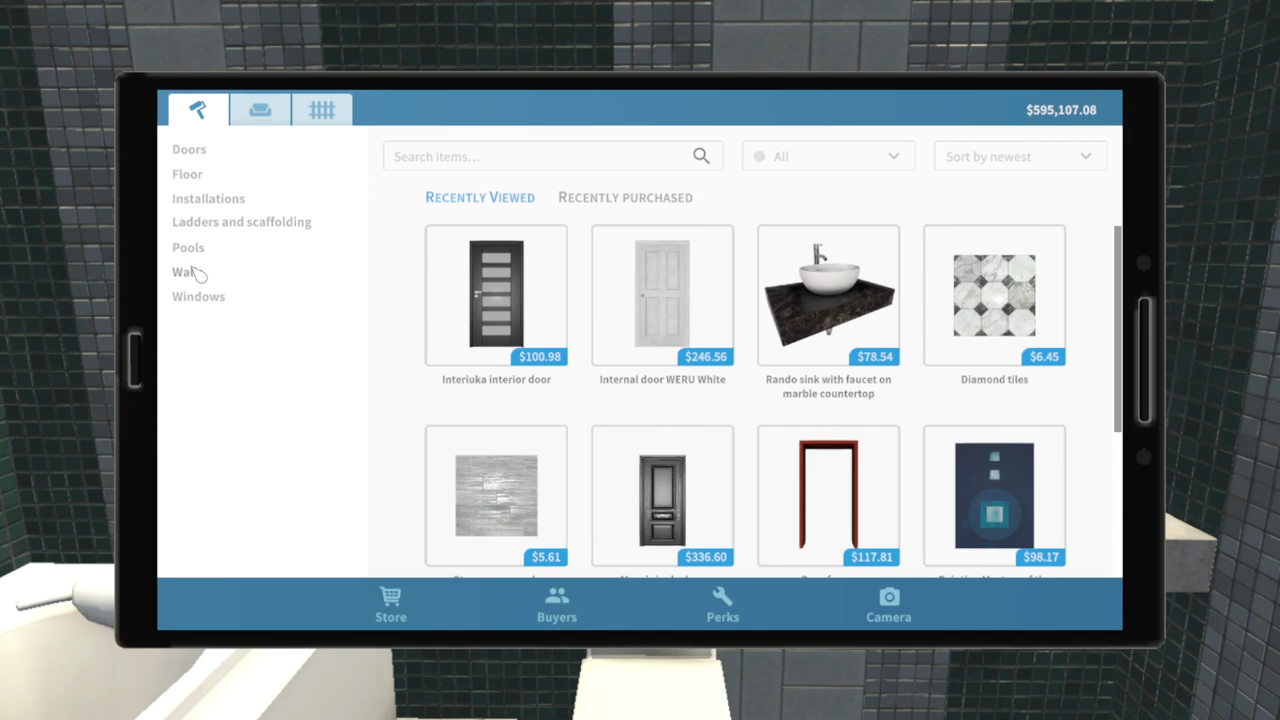 $595,107.08
Doors
Floor
Installations
Ladders and scaffolding
Pools
Windows
Search items...
All
Sort by newest
RECENTLY VIEWED
RECENTLY PURCHASED
$100.98
$246.56
$78.54
$6.45
Interiuka interior door
Internal door WERU White
Rando sink with faucet on
marble countertop
Diamond tiles
$5.61
$336.60
$117.81
$98.17
Store
Buyers
Perks
Camera